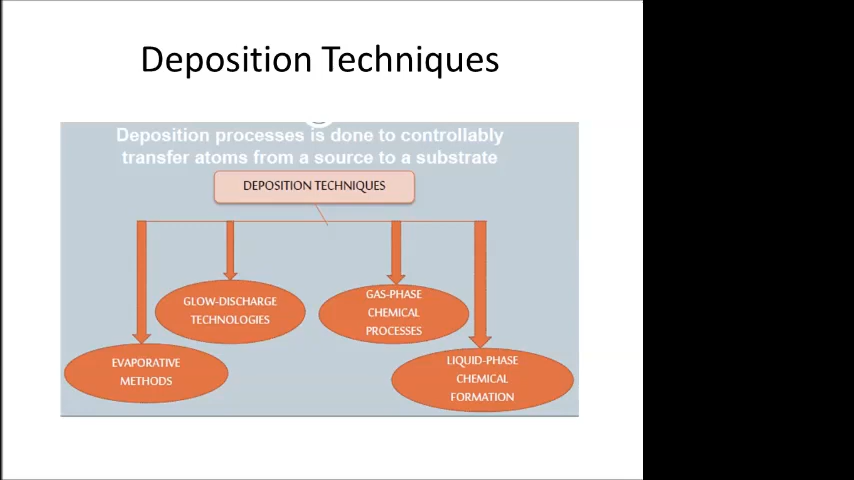 Deposition Techniques
Deposition processes is done to controllably
transfer atoms from a source to a substrate
DEPOSITION TECHNIQUES
GLOW-DISCHARGE
TECHNOLOGIES
GAS-PHASE
CHEMICAL
PROCESSES
EVAPORATIVE
METHODS
LIQUID-PHASE
CHEMICAL
FORMATION